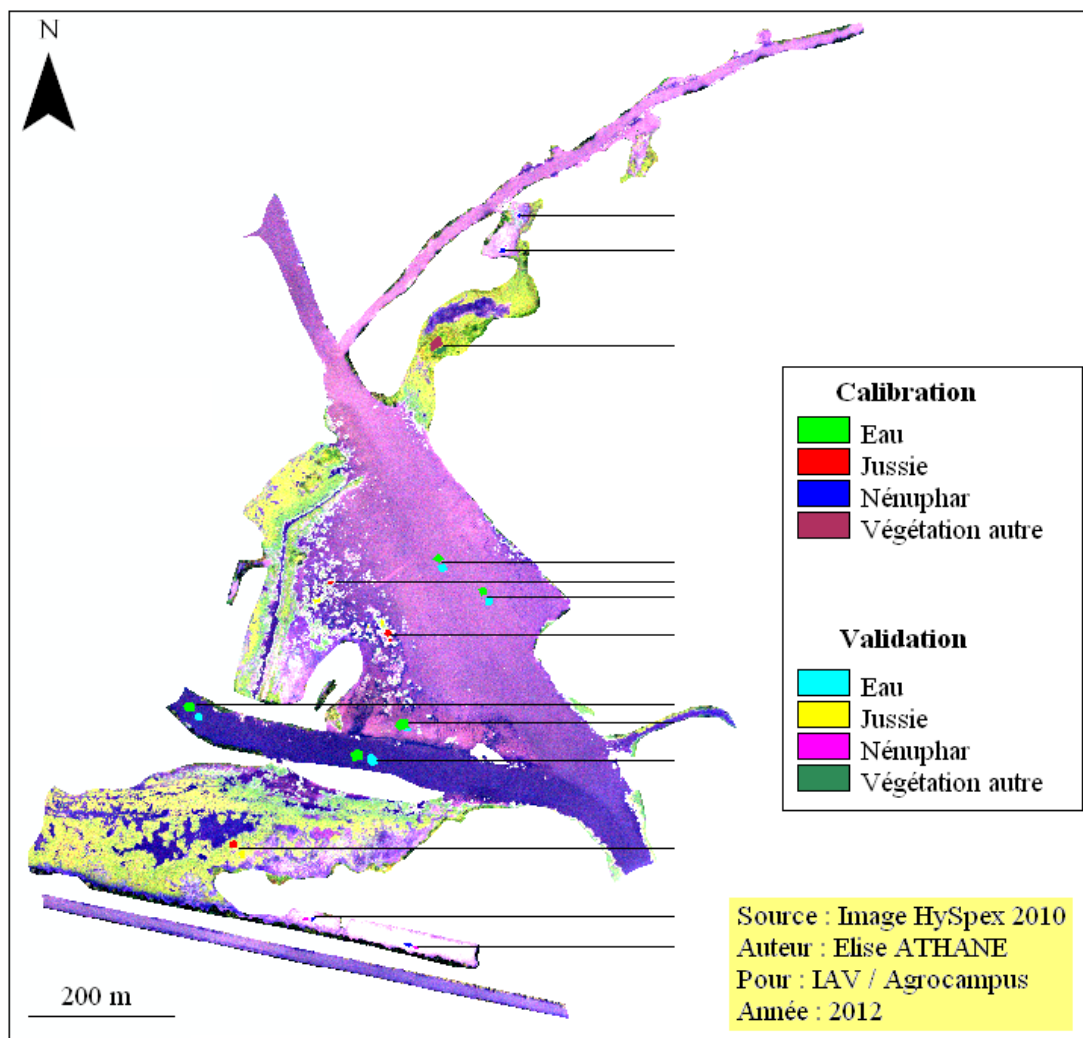 N
Calibration
Eau
Jussie
Nénuphar
Végétation autre
Validation
Eau
Jussie
Nénuphar
Végétation autre
Source : Image HySpex 2010
Auteur : Elise ATHANE
Pour : IAV / Agrocampus
Année : 2012
200 m